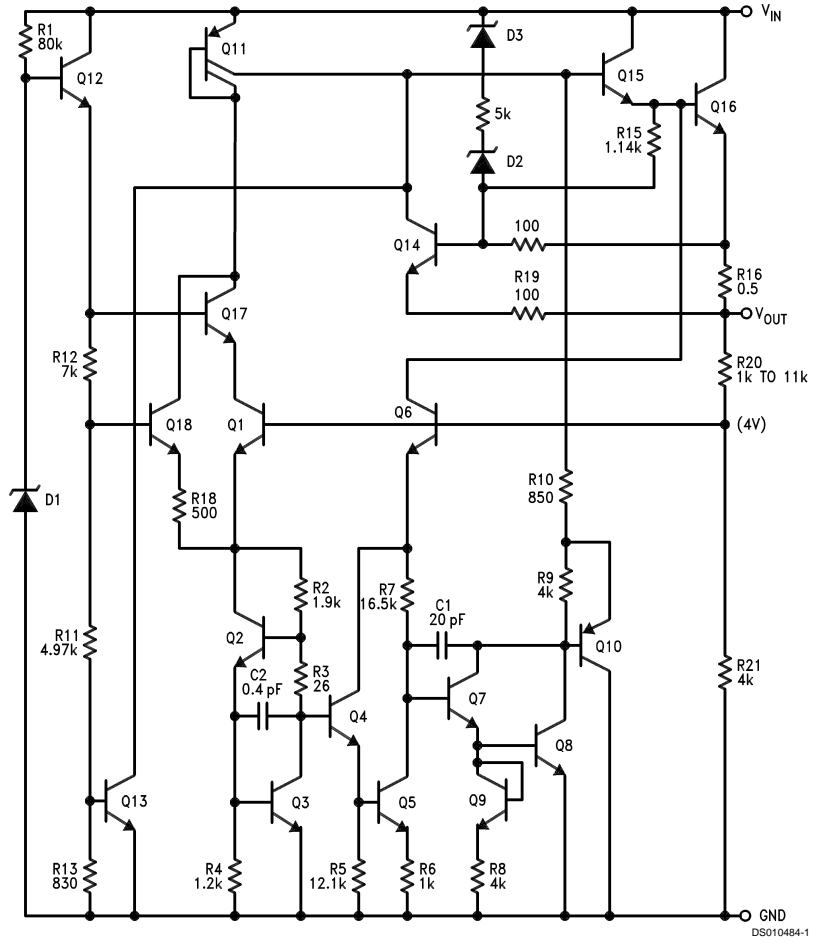 VIN
R1
80k
Q11
D3
Q12
Q15
Q16
5k
R15
1.14k
D2
100
Q14
R16
0.5
R19
100
Q17
VOUT
R12
7k
R20
1k TO 11k
Q18
Q1
Q6
(4V)
D1
R18
500
R10
850
R2
1.9k
R7
16.5k
R9
4k
C1
20 pF
Q2
Q10
R11
4.97k
R3
26
C2
0.4 pF
R21
4k
Q7
Q4
Q8
Q13
Q3
Q5
Q9
R13
830
R4
1.2k
R5
12.1k
R6
1k
R8
4k
GND
DS010484-1